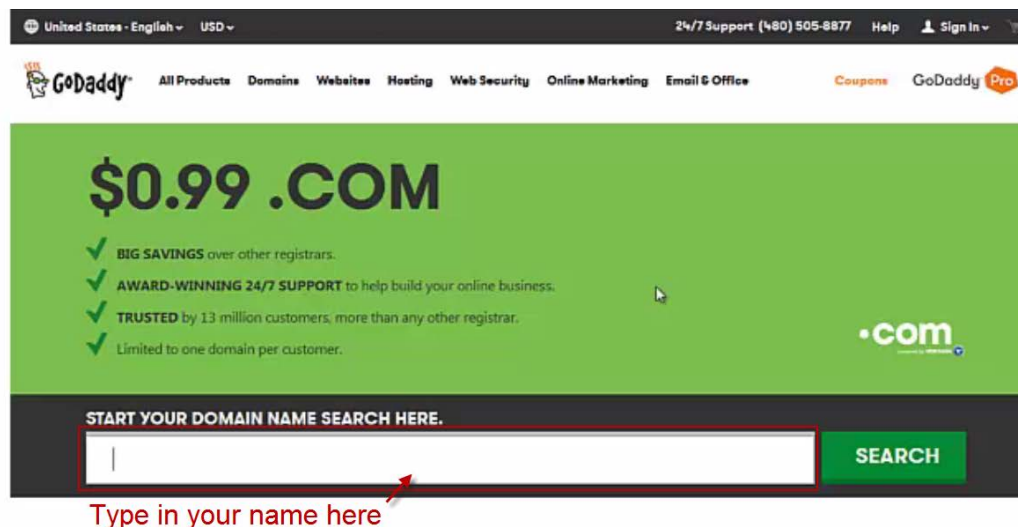 United States - English USD 24/7 Support (480) 505-8877 Help Sign In
GoDaddy All Products Domains Websites Hosting Web Security Online Marketing Email & Office Coupons GoDaddy Pro
$0.99 .COM
BIG SAVINGS over other registrars.
AWARD-WINNING 24/7 SUPPORT to help build your online business.
TRUSTED by 13 million customers, more than any other registrar.
Limited to one domain per customer.
.com
START YOUR DOMAIN NAME SEARCH HERE.
SEARCH
Type in your name here